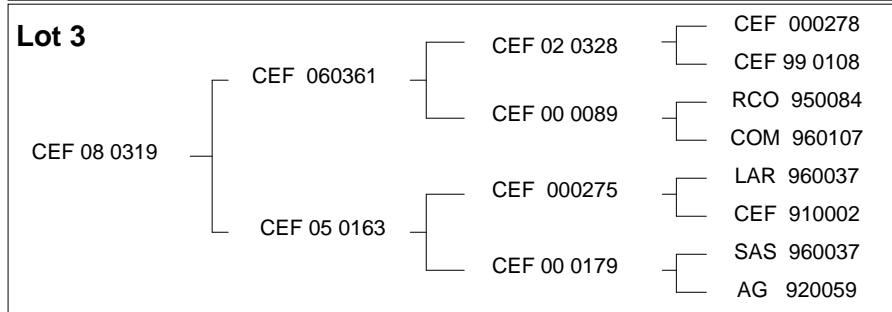 Lot 3
CEF 08 0319
CEF 060361
CEF 05 0163
CEF 02 0328
CEF 00 0089
CEF 000275
CEF 00 0179
CEF 000278
CEF 99 0108
RCO 950084
COM 960107
LAR 960037
CEF 910002
SAS 960037
AG 920059